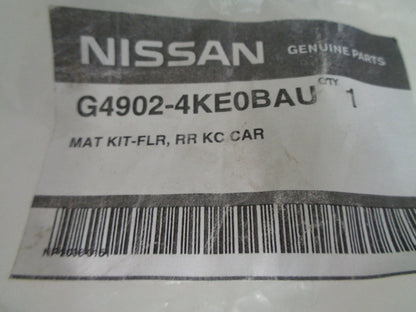 NISSAN GENUINE PARTS
QTY
G4902-4KE0BAU 1
MAT KIT-FLR, RR KC CAR